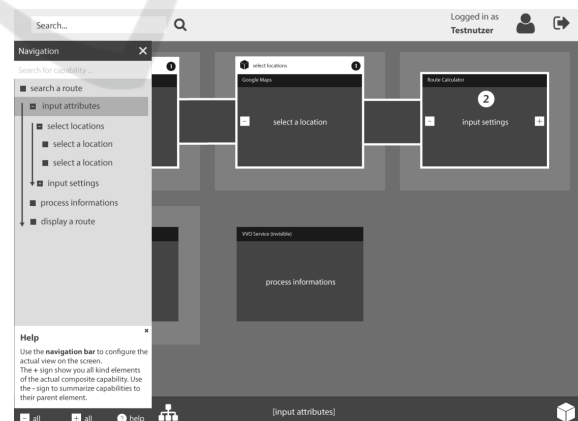 Search...
Logged in as
Testnutzer
Navigation
Search for capability ...
search a route
input attributes
select locations
select a location
select a location
input settings
process informations
display a route
Help
Use the navigation bar to configure the
actual view on the screen.
The + sign show you all kind elements
of the actual composite capability. Use
the - sign to summarize capabilities to
their parent element.
- all + all ? help
1
select locations 1
Google Maps
- select a location
Route Calculator
2
- input settings +
VVO Service (invisible)
process informations
[input attributes]